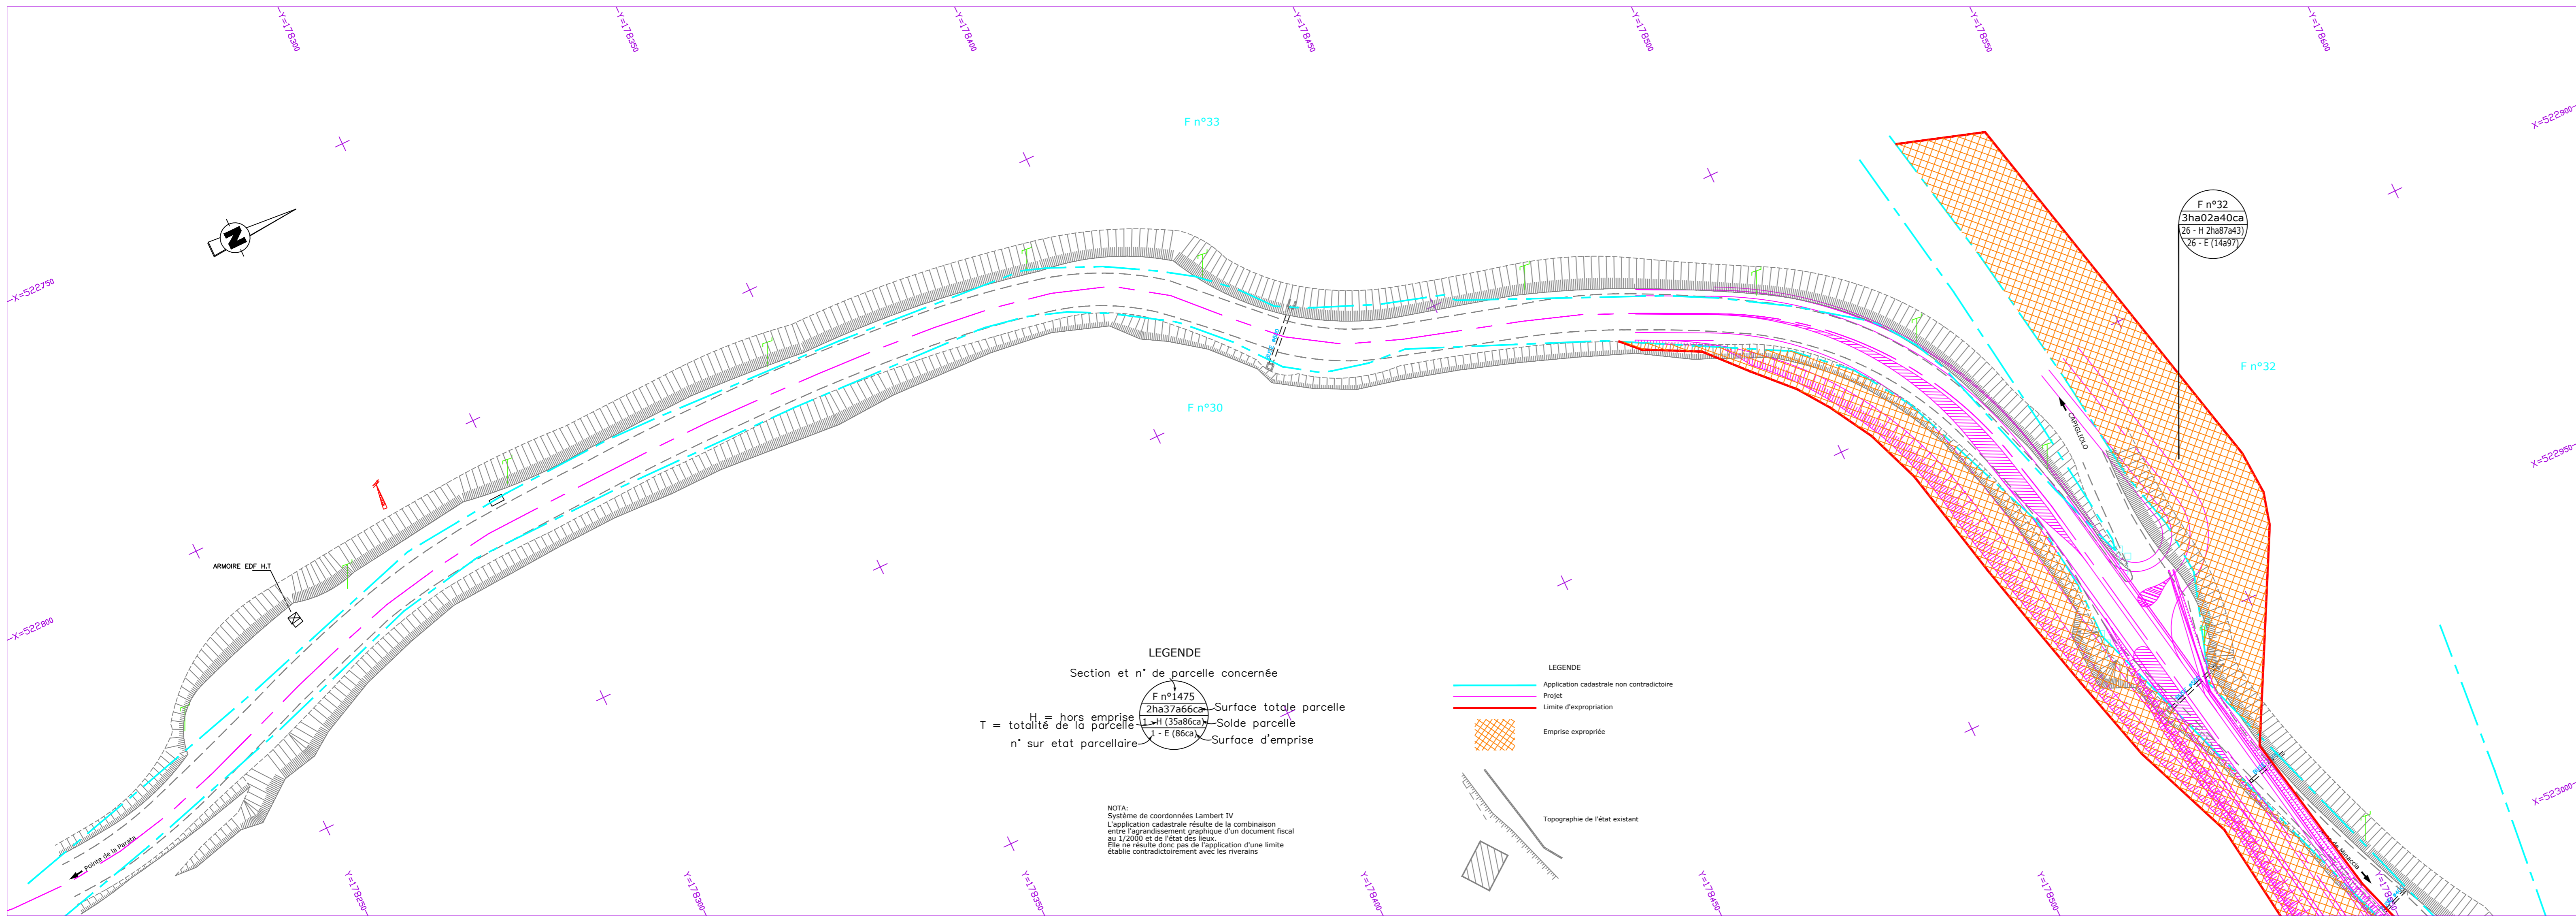 Y=178300
Y=178350
Y=178400
Y=178450
Y=178500
Y=178550
Y=178600
X=522900
F n°33
N
F n°32
3ha02a40ca
26 - H 2ha87a43)
26 - E (14a97)
X=522750
F n°32
F n°30
CAPIGLIOLO
X=522950
ARMOIRE EDF H.T
X=522800
LEGENDE
Section et n° de parcelle concernée
F n°1475
2ha37a66ca
1 - H (35a86ca)
1 - E (86ca)
Surface totale parcelle
H = hors emprise
T = totalité de la parcelle
Solde parcelle
n° sur etat parcellaire
Surface d'emprise
LEGENDE
Application cadastrale non contradictoire
Projet
Limite d'expropriation
Emprise expropriée
Topographie de l'état existant
NOTA:
Système de coordonnées Lambert IV
L'application cadastrale résulte de la combinaison
entre l'agrandissement graphique d'un document fiscal
au 1/2000 et de l'état des lieux.
Elle ne résulte donc pas de l'application d'une limite
établie contradictoirement avec les riverains
X=523000
Pointe de la Parata
de Minaccia
Y=178250
Y=178300
Y=178350
Y=178400
Y=178450
Y=178500